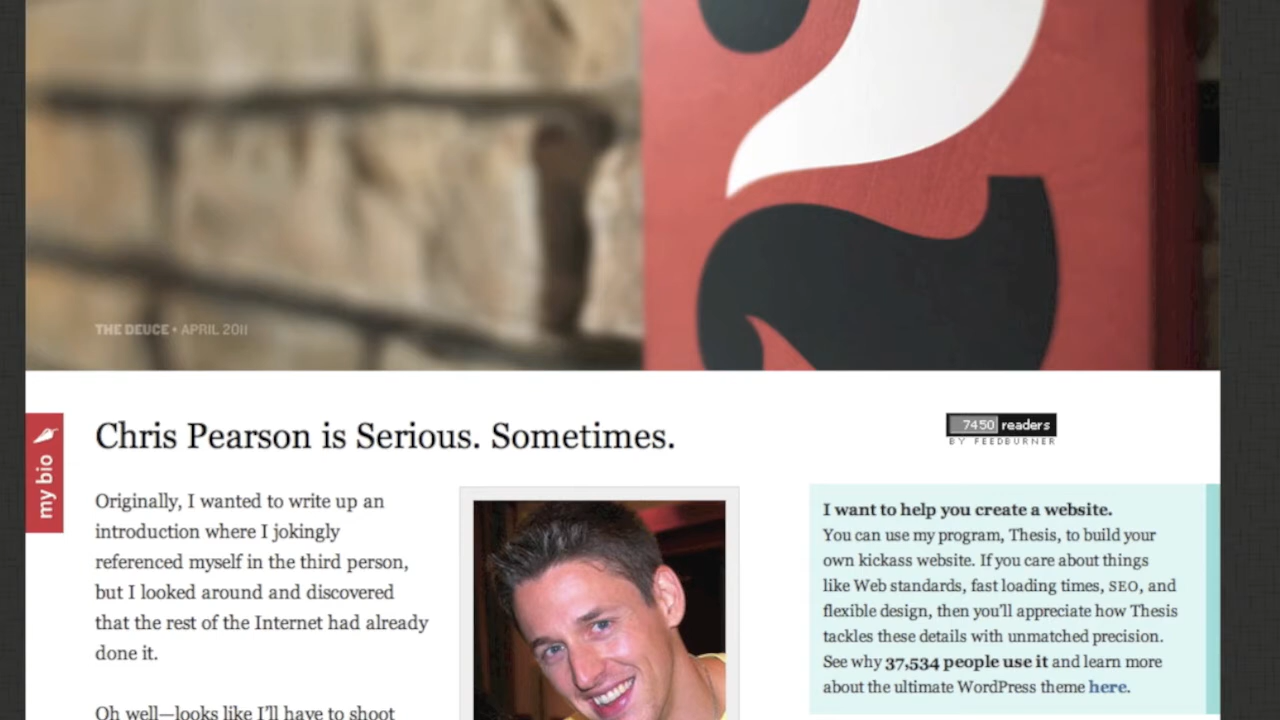 THE DEUCE • APRIL 2011
my bio
Chris Pearson is Serious. Sometimes.
7450 readers
BY FEEDBURNER
Originally, I wanted to write up an
introduction where I jokingly
referenced myself in the third person,
but I looked around and discovered
that the rest of the Internet had already
done it.
Oh well—looks like I'll have to shoot
I want to help you create a website.
You can use my program, Thesis, to build your
own kickass website. If you care about things
like Web standards, fast loading times, SEO, and
flexible design, then you'll appreciate how Thesis
tackles these details with unmatched precision.
See why 37,534 people use it and learn more
about the ultimate WordPress theme here.